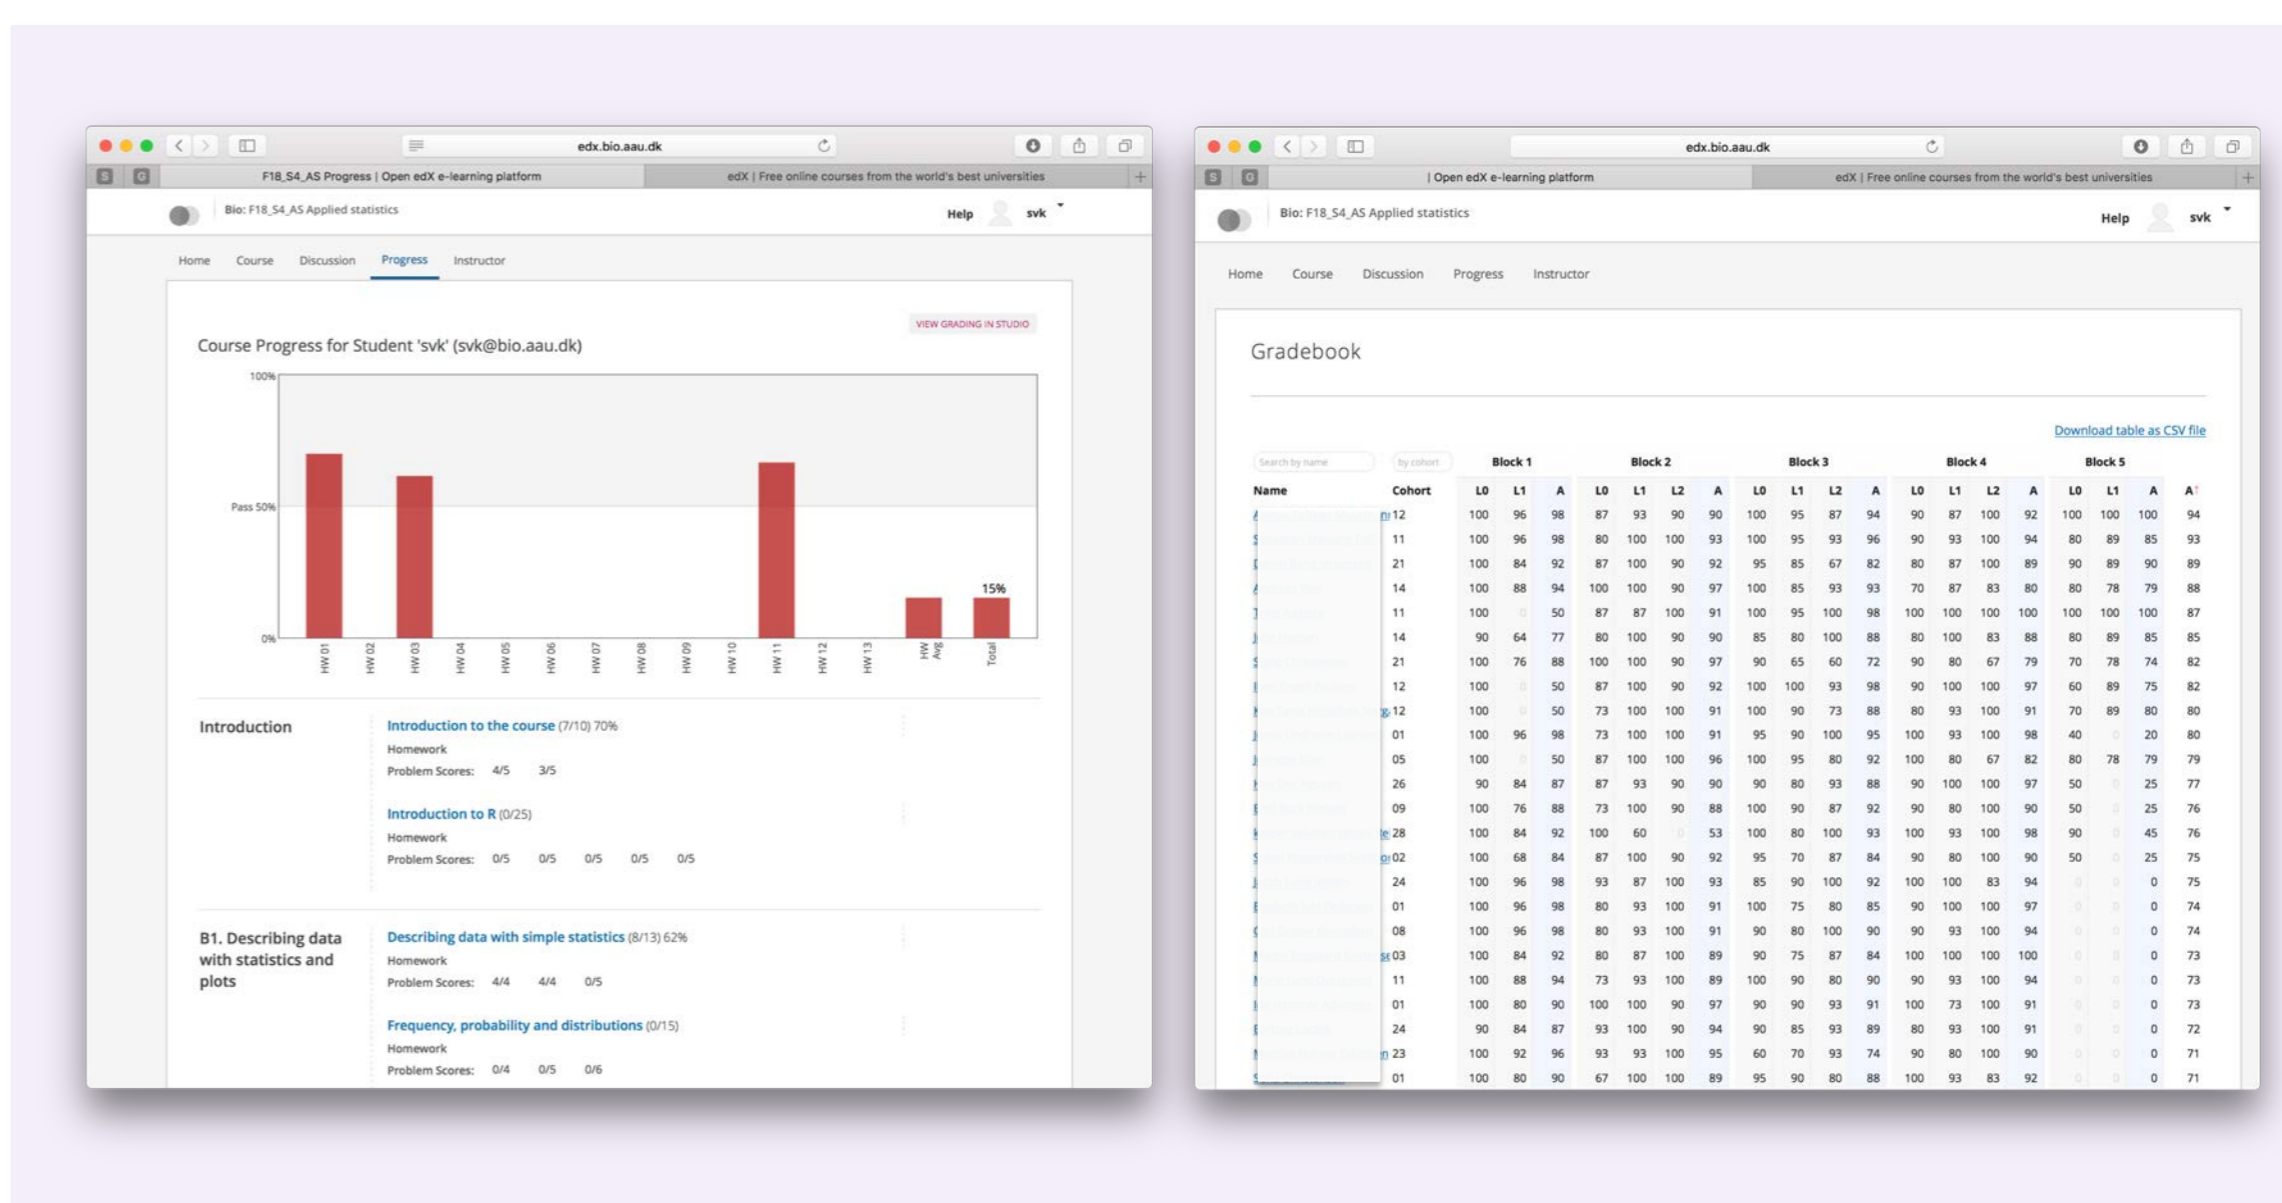 edx.bio.aau.dk
S G F18_S4_AS Progress | Open edX e-learning platform edX | Free online courses from the world's best universities +
Bio: F18_S4_AS Applied statistics Help svk
Home Course Discussion Progress Instructor
VIEW GRADING IN STUDIO
Course Progress for Student 'svk' (svk@bio.aau.dk)
100%
Pass 50%
15%
0%
HW 01 HW 02 HW 03 HW 04 HW 05 HW 06 HW 07 HW 08 HW 09 HW 10 HW 11 HW 12 HW 13 HW Avg Total
Introduction
Introduction to the course (7/10) 70%
Homework
Problem Scores: 4/5 3/5
Introduction to R (0/25)
Homework
Problem Scores: 0/5 0/5 0/5 0/5 0/5
B1. Describing data
with statistics and
plots
Describing data with simple statistics (8/13) 62%
Homework
Problem Scores: 4/4 4/4 0/5
Frequency, probability and distributions (0/15)
Homework
Problem Scores: 0/4 0/5 0/6
edx.bio.aau.dk
S G | Open edX e-learning platform edX | Free online courses from the world's best universities +
Bio: F18_S4_AS Applied statistics Help svk
Home Course Discussion Progress Instructor
Gradebook
Download table as CSV file
Search by name by cohort Block 1 Block 2 Block 3 Block 4 Block 5
Name Cohort L0 L1 A L0 L1 L2 A L0 L1 L2 A L0 L1 L2 A L0 L1 A A↑
12 100 96 98 87 93 90 90 100 95 87 94 90 87 100 92 100 100 100 94
11 100 96 98 80 100 100 93 100 95 93 96 90 93 100 94 80 89 85 93
21 100 84 92 87 100 90 92 95 85 67 82 80 87 100 89 90 89 90 89
14 100 88 94 100 100 90 97 100 85 93 93 70 87 83 80 80 78 79 88
11 100 0 50 87 87 100 91 100 95 100 98 100 100 100 100 100 100 100 87
14 90 64 77 80 100 90 90 85 80 100 88 80 100 83 88 80 89 85 85
21 100 76 88 100 100 90 97 90 65 60 72 90 80 67 79 70 78 74 82
12 100 0 50 87 100 90 92 100 100 93 98 90 100 100 97 60 89 75 82
12 100 0 50 73 100 100 91 100 90 73 88 80 93 100 91 70 89 80 80
01 100 96 98 73 100 100 91 95 90 100 95 100 93 100 98 40 0 20 80
05 100 0 50 87 100 100 96 100 95 80 92 100 80 67 82 80 78 79 79
26 90 84 87 87 93 90 90 90 80 93 88 90 100 100 97 50 0 25 77
09 100 76 88 73 100 90 88 100 90 87 92 90 80 100 90 50 0 25 76
28 100 84 92 100 60 0 53 100 80 100 93 100 93 100 98 90 0 45 76
02 100 68 84 87 100 90 92 95 70 87 84 90 80 100 90 50 0 25 75
24 100 96 98 93 87 100 93 85 90 100 92 100 100 83 94 0 0 0 75
01 100 96 98 80 93 100 91 100 75 80 85 90 100 100 97 0 0 0 74
08 100 96 98 80 93 100 91 90 80 100 90 90 93 100 94 0 0 0 74
03 100 84 92 80 87 100 89 90 75 87 84 100 100 100 100 0 0 0 73
11 100 88 94 73 93 100 89 100 90 80 90 90 93 100 94 0 0 0 73
01 100 80 90 100 100 90 97 90 90 93 91 100 73 100 91 0 0 0 73
24 90 84 87 93 100 90 94 90 85 93 89 80 93 100 91 0 0 0 72
23 100 92 96 93 93 100 95 60 70 93 74 90 80 100 90 0 0 0 71
01 100 80 90 67 100 100 89 95 90 80 88 100 93 83 92 0 0 0 71